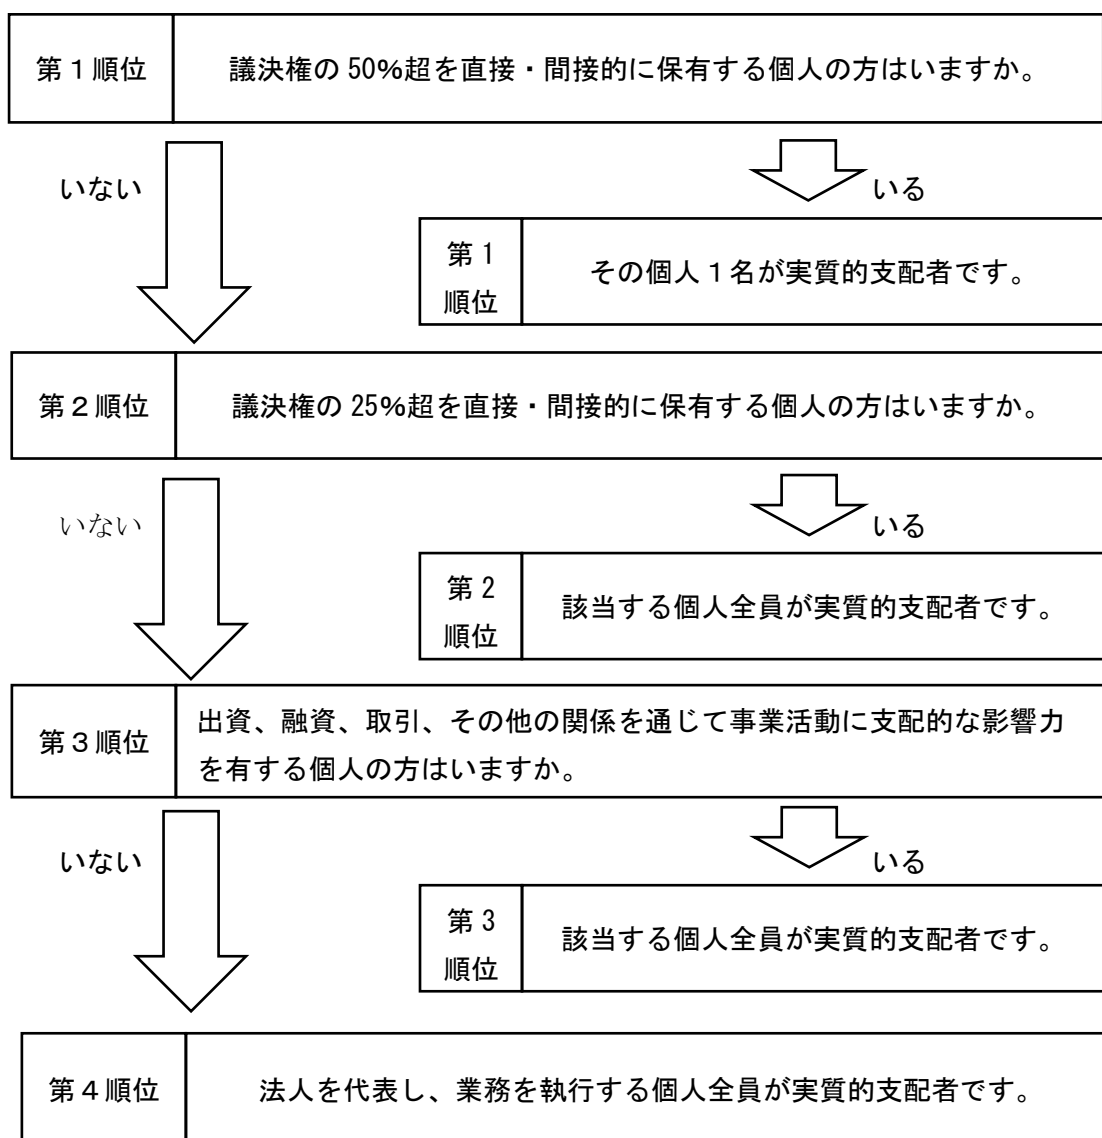 第１順位
議決権の 50%超を直接・間接的に保有する個人の方はいますか。
いない
いる
第 1
順位
その個人１名が実質的支配者です。
第２順位
議決権の 25%超を直接・間接的に保有する個人の方はいますか。
いない
いる
第 2
順位
該当する個人全員が実質的支配者です。
第３順位
出資、融資、取引、その他の関係を通じて事業活動に支配的な影響力
を有する個人の方はいますか。
いない
いる
第 3
順位
該当する個人全員が実質的支配者です。
第４順位
法人を代表し、業務を執行する個人全員が実質的支配者です。